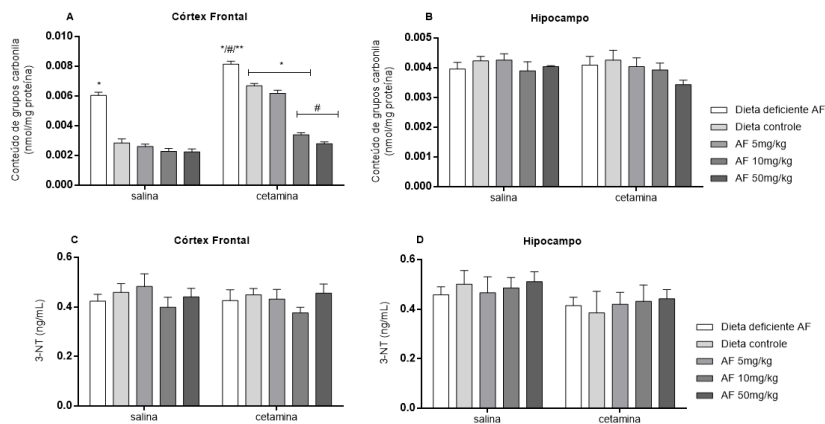 A
Córtex Frontal
Conteúdo de grupos carbonila
(nmol/mg proteína)
0.010
0.008
0.006
0.004
0.002
0.000
*
*/#/**
*
#
salina
cetamina
B
Hipocampo
Conteúdo de grupos carbonila
(nmol/mg proteína)
0.005
0.004
0.003
0.002
0.001
0.000
salina
cetamina
Dieta deficiente AF
Dieta controle
AF 5mg/kg
AF 10mg/kg
AF 50mg/kg
C
Córtex Frontal
3-NT (ng/mL)
0.6
0.4
0.2
0.0
salina
cetamina
D
Hipocampo
3-NT (ng/mL)
0.6
0.4
0.2
0.0
salina
cetamina
Dieta deficiente AF
Dieta controle
AF 5mg/kg
AF 10mg/kg
AF 50mg/kg